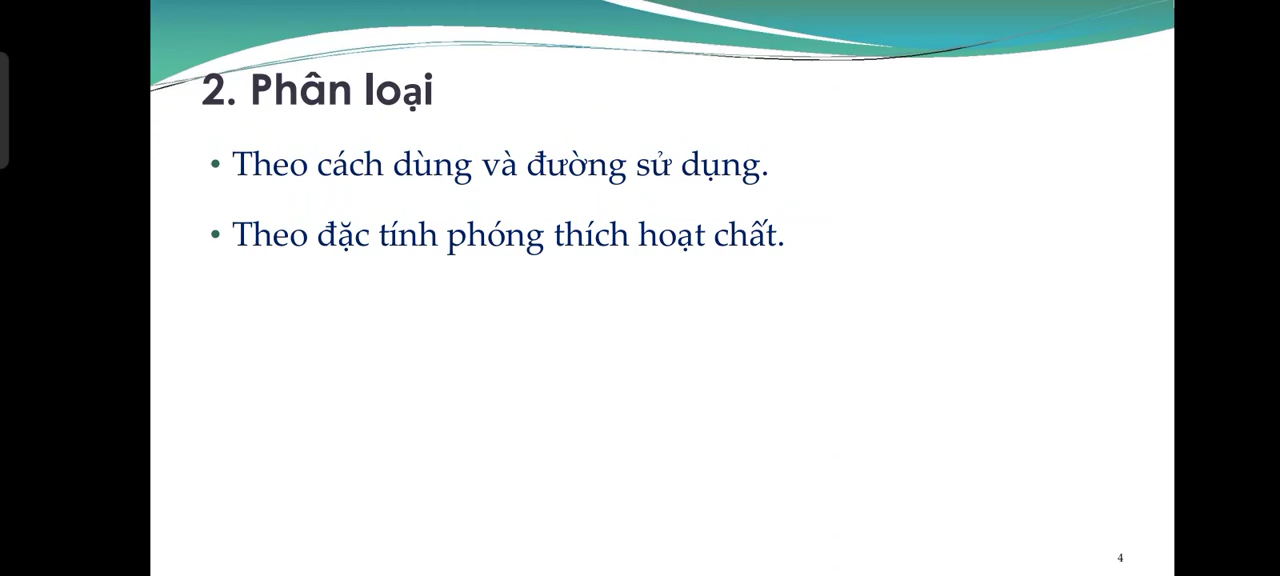 2. Phân loại
• Theo cách dùng và đường sử dụng.
• Theo đặc tính phóng thích hoạt chất.
4